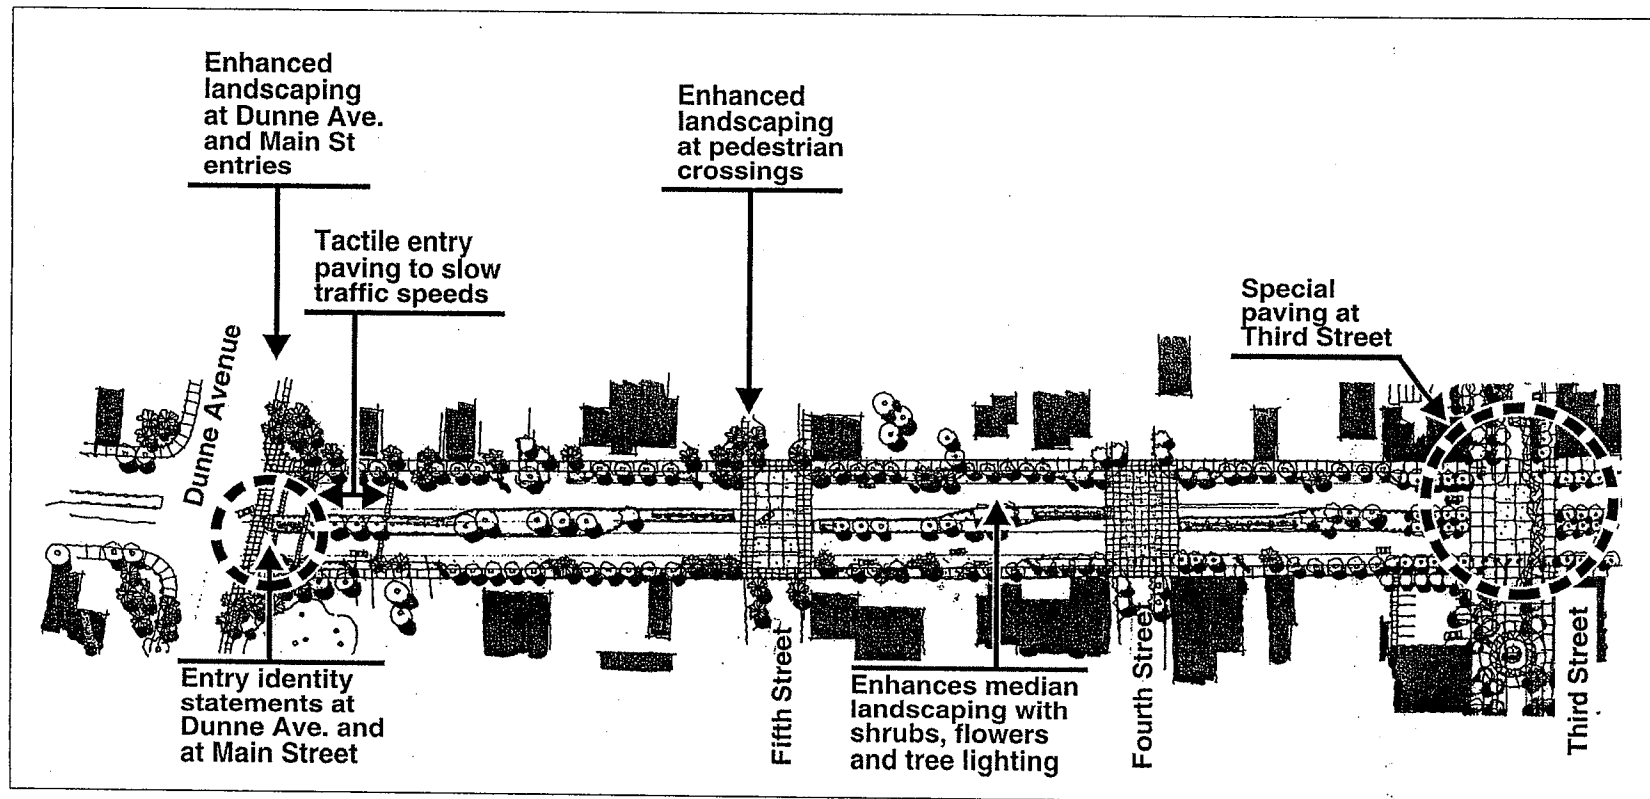 Enhanced
landscaping
at Dunne Ave.
and Main St
entries
Enhanced
landscaping
at pedestrian
crossings
Tactile entry
paving to slow
traffic speeds
Special
paving at
Third Street
Dunne Avenue
Entry identity
statements at
Dunne Ave. and
at Main Street
Fifth Street
Enhances median
landscaping with
shrubs, flowers
and tree lighting
Fourth Street
Third Street